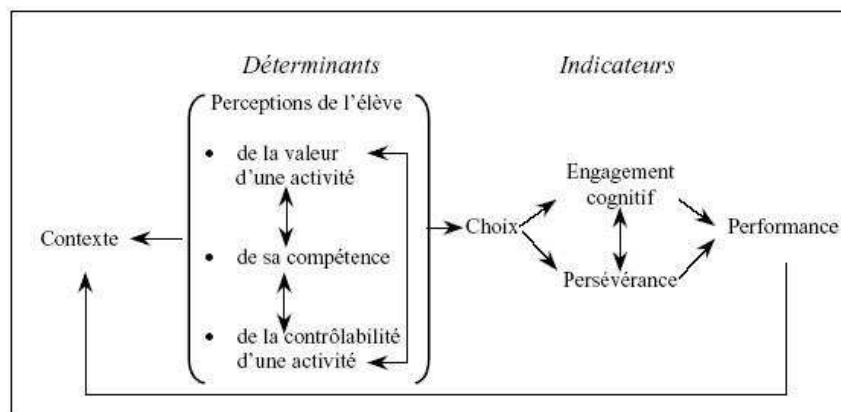 Déterminants
Indicateurs
Perceptions de l'élève
• de la valeur
d'une activité
Engagement
cognitif
Contexte
• de sa compétence
Choix
Performance
Persévérance
• de la contrôlabilité
d'une activité